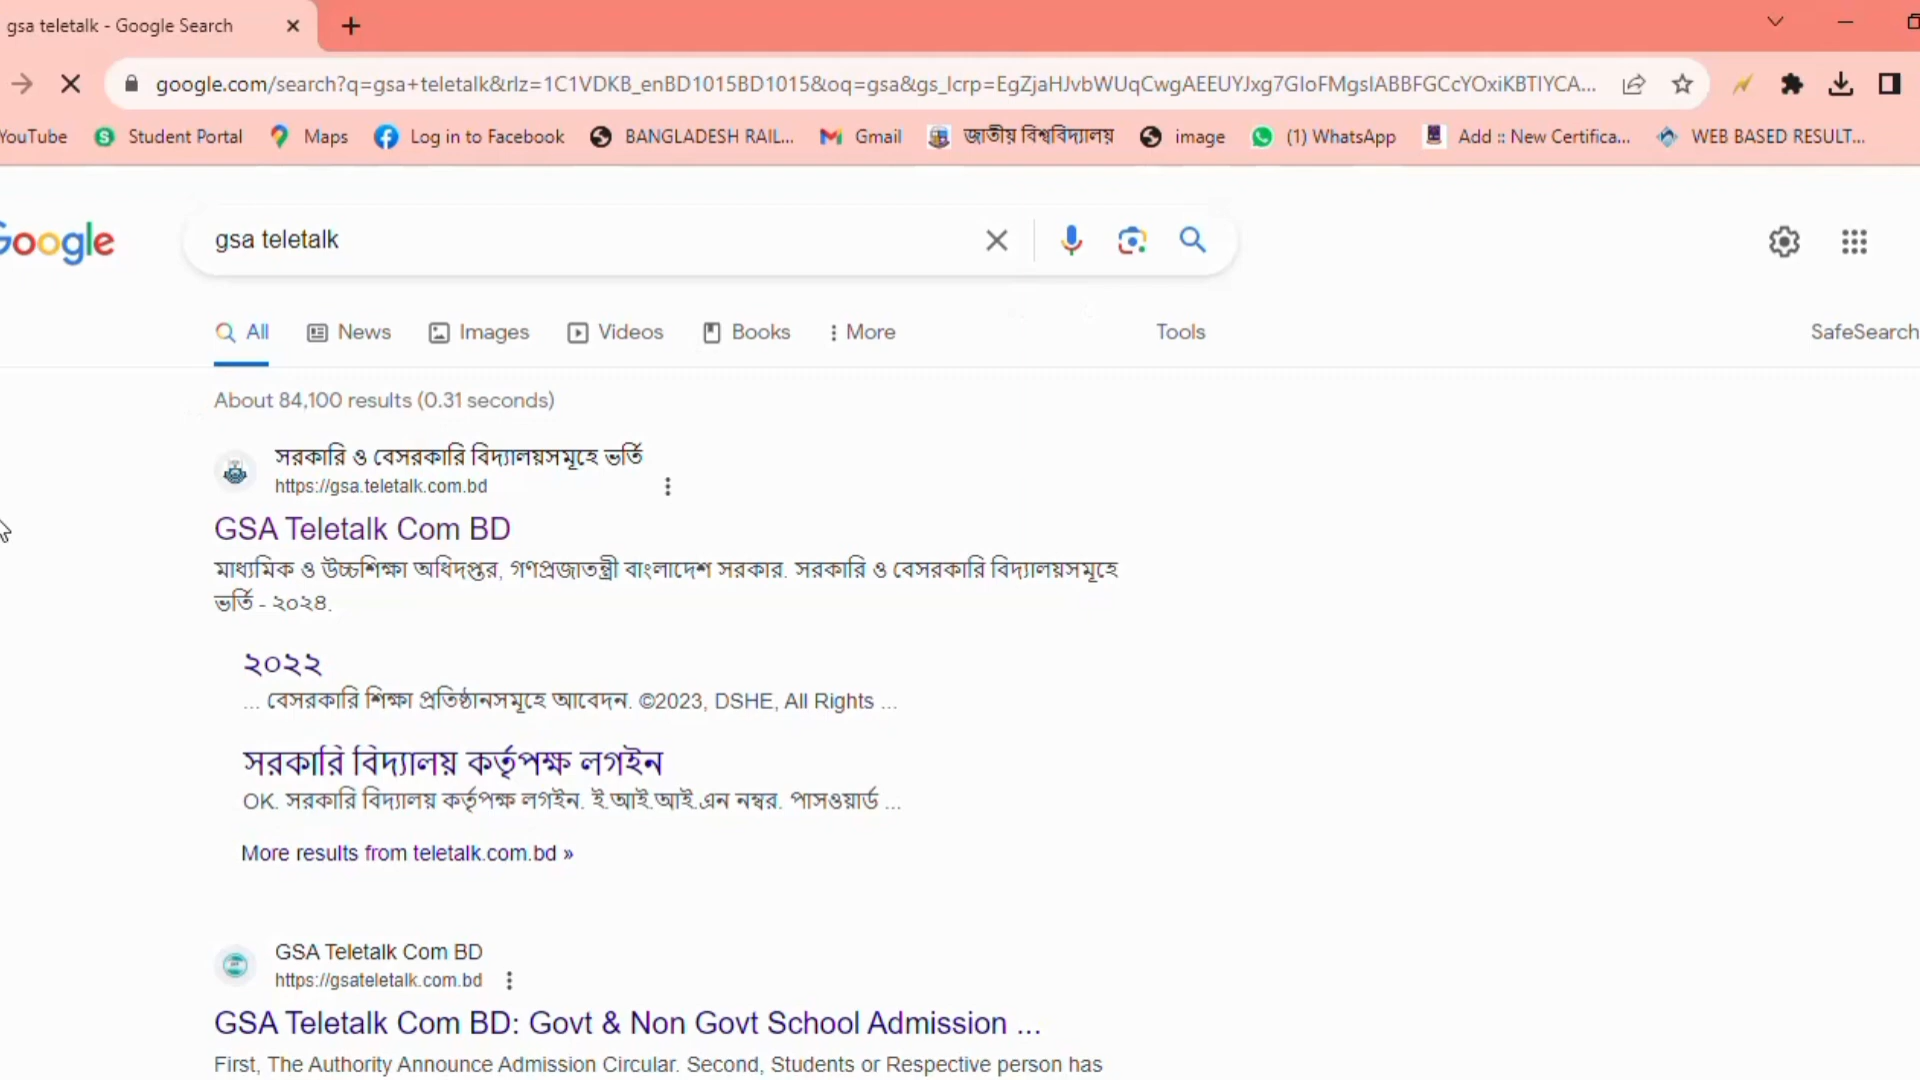 gsa teletalk - Google Search
google.com/search?q=gsa+teletalk&rlz=1C1VDKB_enBD1015BD1015&oq=gsa&gs_lcrp=EgZjaHJvbWUqCwgAEEUYJxg7GIoFMgsIABBFGCcYOxiKBTIYCA...
YouTube Student Portal Maps Log in to Facebook BANGLADESH RAIL... Gmail জাতীয় বিশ্ববিদ্যালয় image (1) WhatsApp Add :: New Certifica... WEB BASED RESULT...
Google gsa teletalk
All News Images Videos Books More Tools SafeSearch
About 84,100 results (0.31 seconds)
সরকারি ও বেসরকারি বিদ্যালয়সমূহে ভর্তি
https://gsa.teletalk.com.bd
GSA Teletalk Com BD
মাধ্যমিক ও উচ্চশিক্ষা অধিদপ্তর, গণপ্রজাতন্ত্রী বাংলাদেশ সরকার. সরকারি ও বেসরকারি বিদ্যালয়সমূহে
ভর্তি - ২০২৪.
২০২২
... বেসরকারি শিক্ষা প্রতিষ্ঠানসমূহে আবেদন. ©2023, DSHE, All Rights ...
সরকারি বিদ্যালয় কর্তৃপক্ষ লগইন
OK. সরকারি বিদ্যালয় কর্তৃপক্ষ লগইন. ই.আই.আই.এন নম্বর. পাসওয়ার্ড ...
More results from teletalk.com.bd »
GSA Teletalk Com BD
https://gsateletalk.com.bd
GSA Teletalk Com BD: Govt & Non Govt School Admission ...
First, The Authority Announce Admission Circular. Second, Students or Respective person has